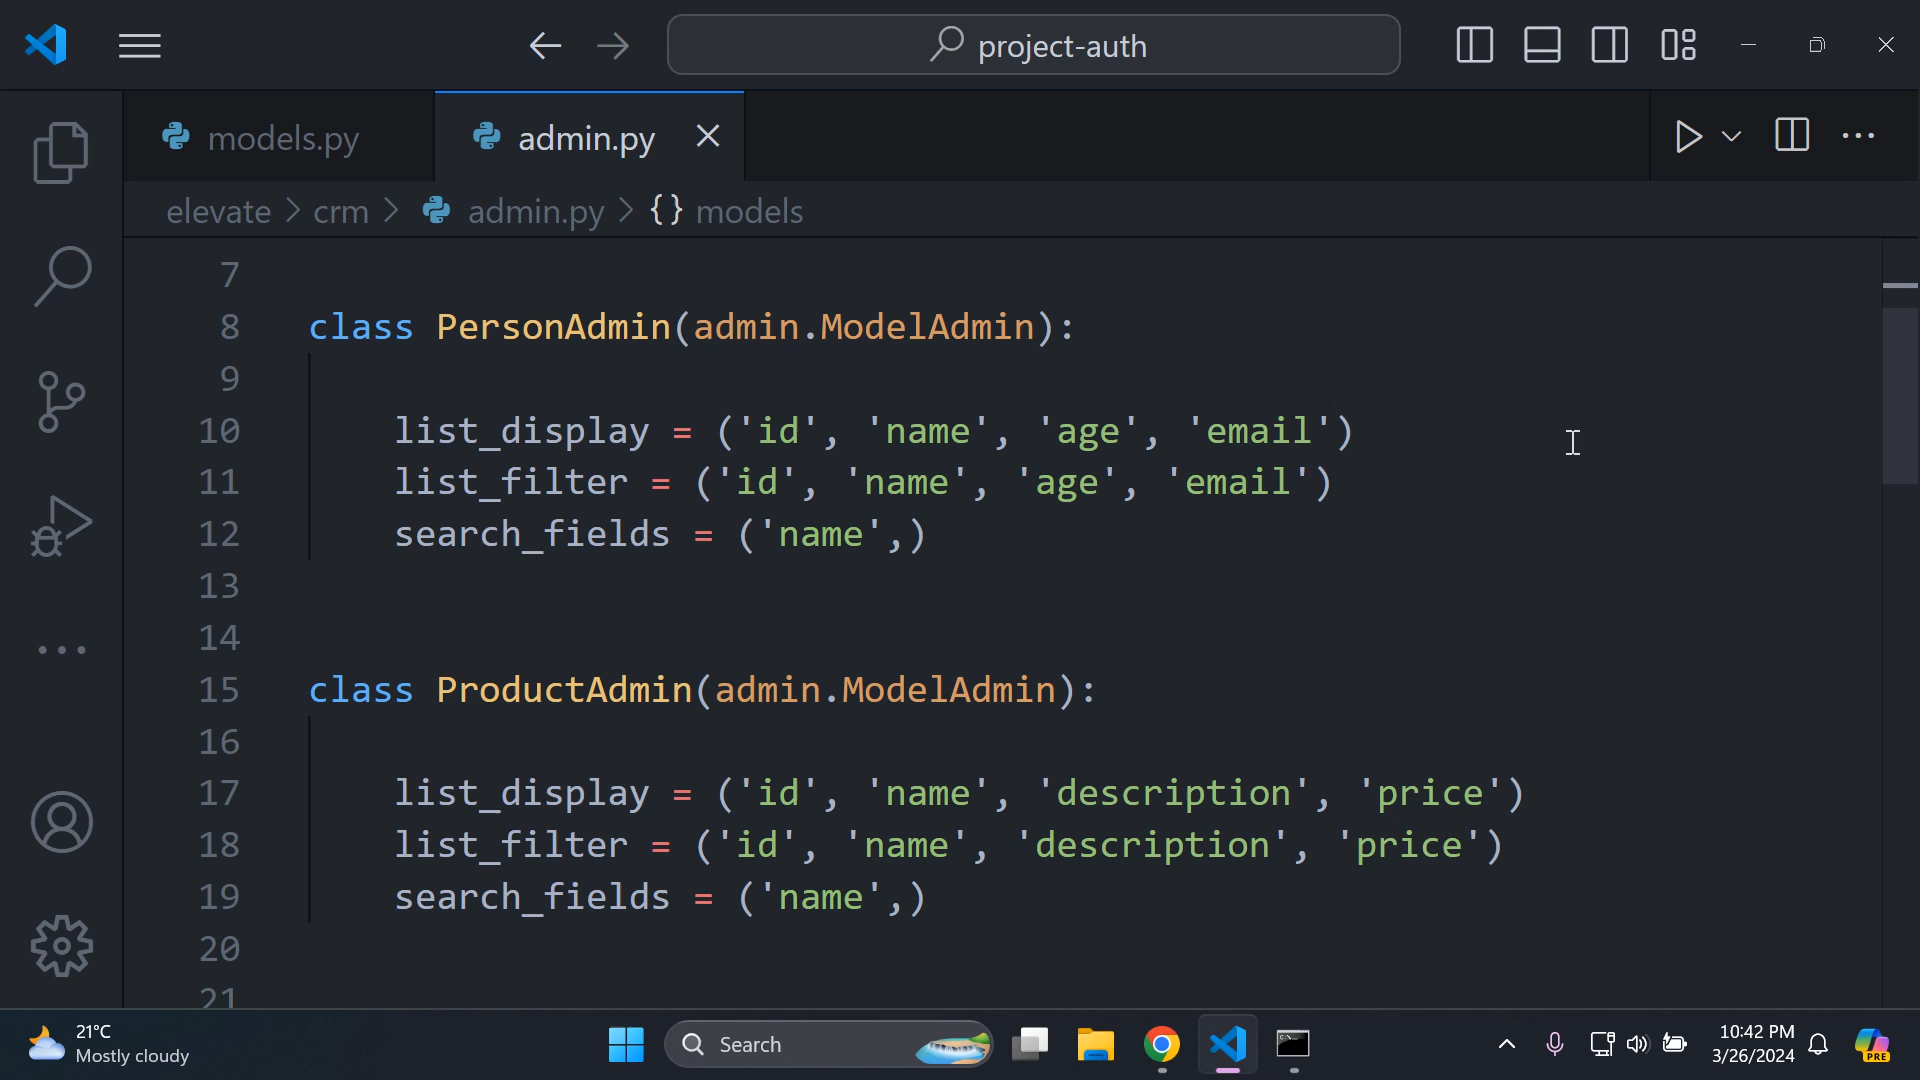 project-auth
models.py
admin.py
elevate > crm > admin.py > {} models
7
8 class PersonAdmin(admin.ModelAdmin):
9
10 list_display = ('id', 'name', 'age', 'email')
11 list_filter = ('id', 'name', 'age', 'email')
12 search_fields = ('name',)
13
14
15 class ProductAdmin(admin.ModelAdmin):
16
17 list_display = ('id', 'name', 'description', 'price')
18 list_filter = ('id', 'name', 'description', 'price')
19 search_fields = ('name',)
20
21
21°C
Mostly cloudy
Search
10:42 PM
3/26/2024
PRE